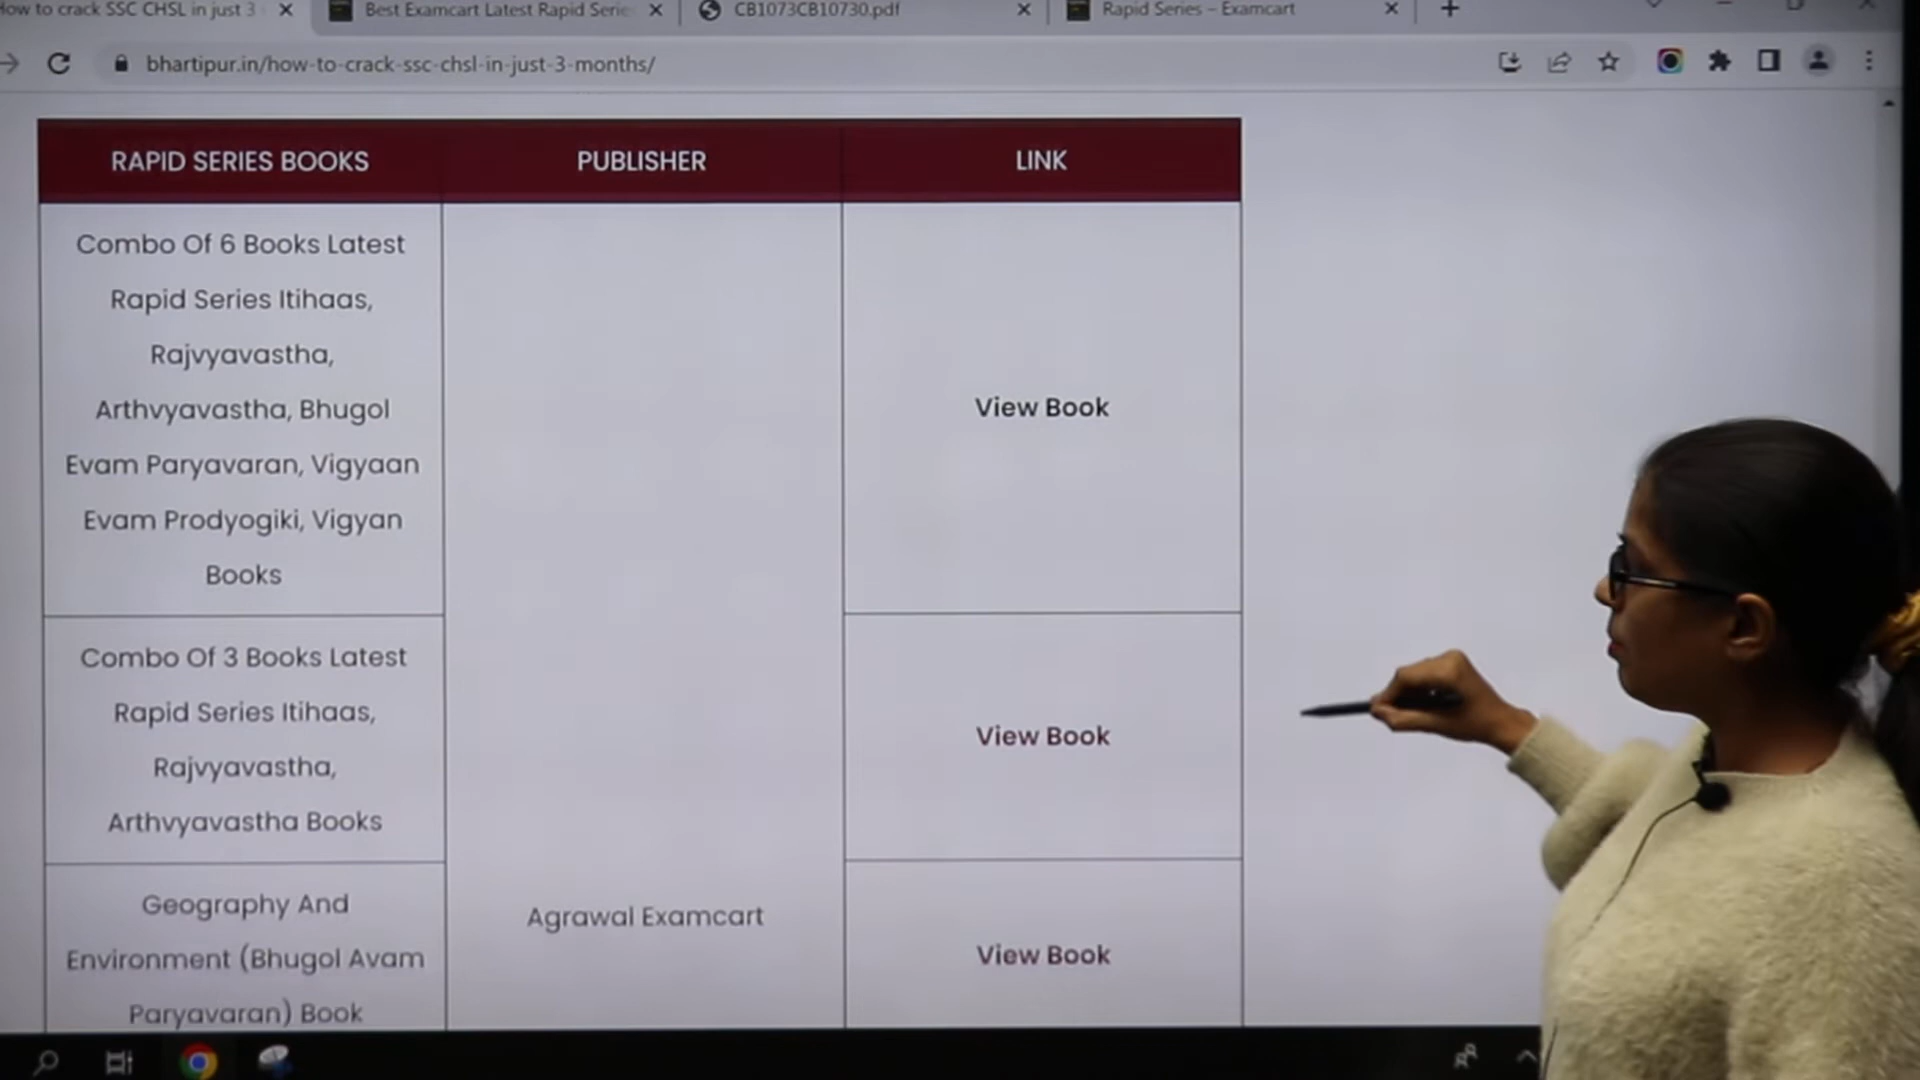 How to crack SSC CHSL in just 3
Best Examcart Latest Rapid Serie
CB1073CB10730.pdf
Rapid Series – Examcart
bhartipur.in/how-to-crack-ssc-chsl-in-just-3-months/
RAPID SERIES BOOKS
PUBLISHER
LINK
Combo Of 6 Books Latest
Rapid Series Itihaas,
Rajvyavastha,
Arthvyavastha, Bhugol
Evam Paryavaran, Vigyaan
Evam Prodyogiki, Vigyan
Books
View Book
Combo Of 3 Books Latest
Rapid Series Itihaas,
Rajvyavastha,
Arthvyavastha Books
View Book
Geography And
Environment (Bhugol Avam
Paryavaran) Book
Agrawal Examcart
View Book